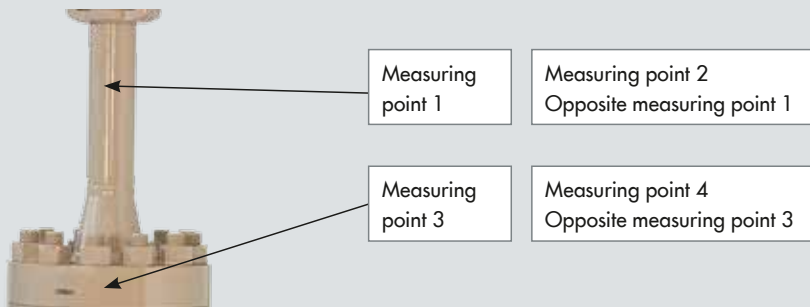 Measuring
point 1
Measuring point 2
Opposite measuring point 1
Measuring
point 3
Measuring point 4
Opposite measuring point 3